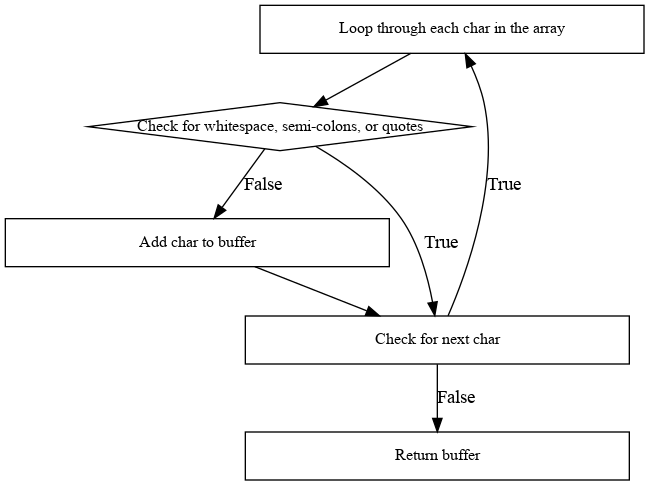 Loop through each char in the array
Check for whitespace, semi-colons, or quotes
True
False
Add char to buffer
True
Check for next char
False
Return buffer